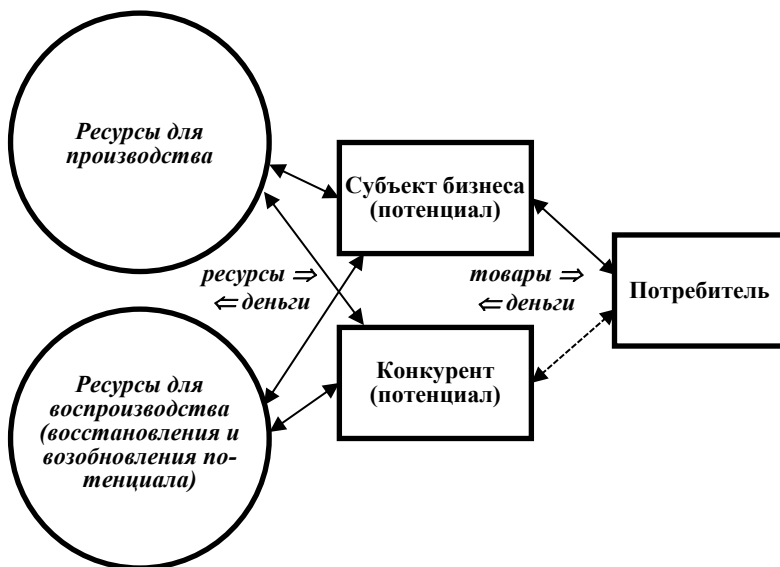 Ресурсы для
производства
Субъект бизнеса
(потенциал)
ресурсы ⇒
⇐ деньги
товары ⇒
⇐ деньги
Потребитель
Ресурсы для
воспроизводства
(восстановления и
возобновления по-
тенциала)
Конкурент
(потенциал)